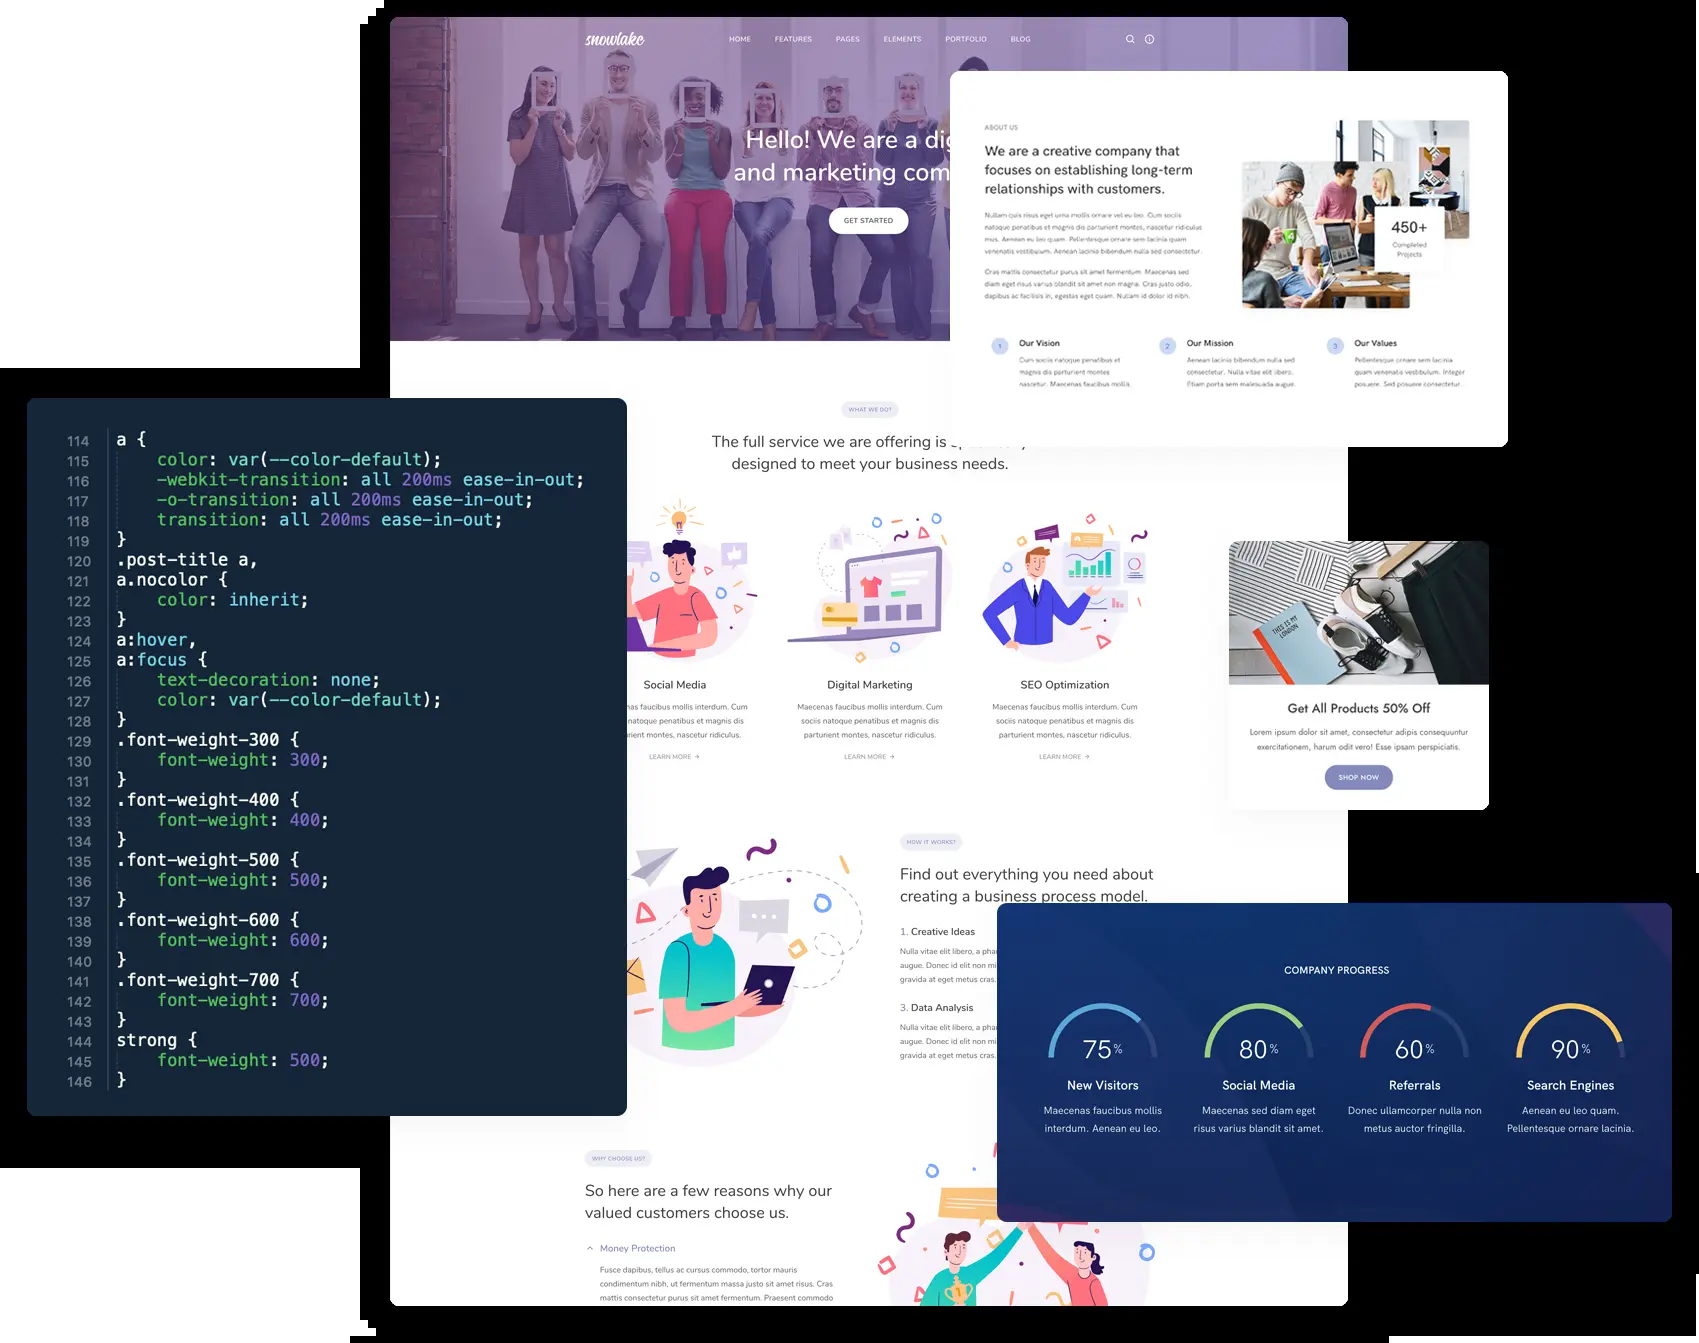 snowlake
HOME
FEATURES
PAGES
ELEMENTS
PORTFOLIO
BLOG
Hello! We are a dig
and marketing com
GET STARTED
ABOUT US
We are a creative company that
focuses on establishing long-term
relationships with customers.
Nullam quis risus eget urna mollis ornare vel eu leo. Cum sociis
natoque penatibus et magnis dis parturient montes, nascetur ridiculus
mus. Aenean eu leo quam. Pellentesque ornare sem lacinia quam
venenatis vestibulum. Aenean lacinia bibendum nulla sed consectetur.
Cras mattis consectetur purus sit amet fermentum. Maecenas sed
diam eget risus varius blandit sit amet non magna. Cras justo odio,
dapibus ac facilisis in, egestas eget quam. Nullam id dolor id nibh.
450+
Completed
Projects
1
Our Vision
Cum sociis natoque penatibus et
magnis dis parturient montes
nascetur. Maecenas faucibus mollis.
2
Our Mission
Aenean lacinia bibendum nulla sed
consectetur. Nulla vitae elit libero.
Etiam porta sem malesuada augue.
3
Our Values
Pellentesque ornare sem lacinia
quam venenatis vestibulum. Integer
posuere. Sed posuere consectetur.
114 a {
115 color: var(--color-default);
116 -webkit-transition: all 200ms ease-in-out;
117 -o-transition: all 200ms ease-in-out;
118 transition: all 200ms ease-in-out;
119 }
120 .post-title a,
121 a.nocolor {
122 color: inherit;
123 }
124 a:hover,
125 a:focus {
126 text-decoration: none;
127 color: var(--color-default);
128 }
129 .font-weight-300 {
130 font-weight: 300;
131 }
132 .font-weight-400 {
133 font-weight: 400;
134 }
135 .font-weight-500 {
136 font-weight: 500;
137 }
138 .font-weight-600 {
139 font-weight: 600;
140 }
141 .font-weight-700 {
142 font-weight: 700;
143 }
144 strong {
145 font-weight: 500;
146 }
WHAT WE DO?
The full service we are offering is
designed to meet your business needs.
Social Media
as faucibus mollis interdum. Cum
natoque penatibus et magnis dis
parturient montes, ridiculus.
LEARN MORE →
Digital Marketing
Maecenas faucibus mollis interdum. Cum
sociis natoque penatibus et magnis dis
parturient montes, nascetur ridiculus.
LEARN MORE →
SEO Optimization
Maecenas faucibus mollis interdum. Cum
sociis natoque penatibus et magnis dis
parturient montes, nascetur ridiculus.
LEARN MORE →
THIS IS MY
LONDON
Get All Products 50% Off
Lorem ipsum dolor sit amet, consectetur adipis consequuntur
exercitationem, harum odit vero! Esse ipsam perspiciatis.
SHOP NOW
HOW IT WORKS?
Find out everything you need about
creating a business process model.
1. Creative Ideas
Nulla vitae elit libero, a pha
augue. Donec id elit non mi
gravida at eget metus cras.
3. Data Analysis
Nulla vitae elit libero, a pha
augue. Donec id elit non mi
gravida at eget metus cras.
COMPANY PROGRESS
75%
New Visitors
Maecenas faucibus mollis
interdum. Aenean eu leo.
80%
Social Media
Maecenas sed diam eget
risus varius blandit sit amet.
60%
Referrals
Donec ullamcorper nulla non
metus auctor fringilla.
90%
Search Engines
Aenean eu leo quam.
Pellentesque ornare lacinia.
WHY CHOOSE US?
So here are a few reasons why our
valued customers choose us.
Money Protection
Fusce dapibus, tellus ac cursus commodo, tortor mauris
condimentum nibh, ut fermentum massa justo sit amet risus. Cras
mattis consectetur purus sit amet fermentum. Praesent commodo